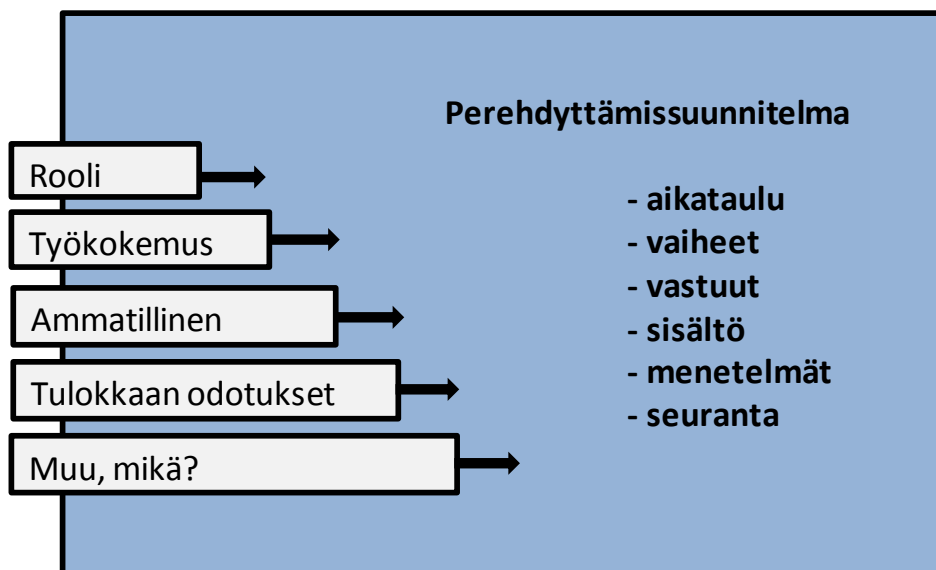 Perehdyttämissuunnitelma
Rooli
Työkokemus
Ammatillinen
Tulokkaan odotukset
Muu, mikä?
- aikataulu
- vaiheet
- vastuut
- sisältö
- menetelmät
- seuranta